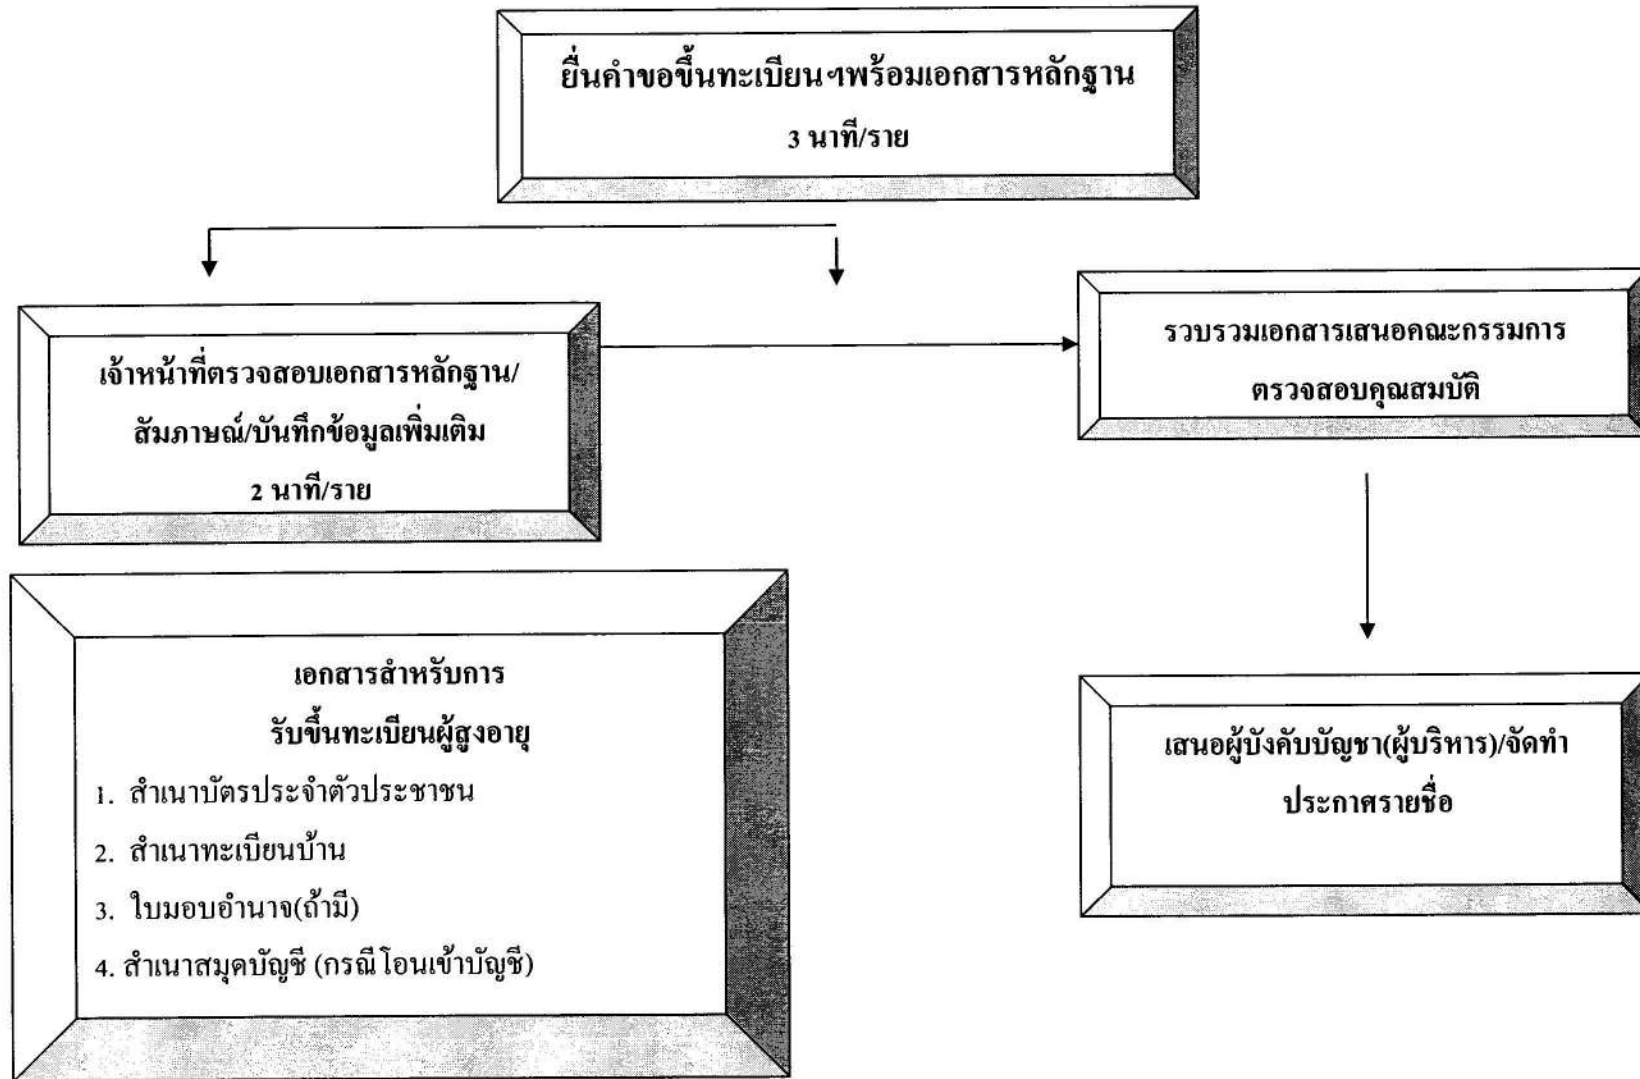 ยื่นคำขอขึ้นทะเบียนฯพร้อมเอกสารหลักฐาน
3 นาที/ราย
เจ้าหน้าที่ตรวจสอบเอกสารหลักฐาน/
สัมภาษณ์/บันทึกข้อมูลเพิ่มเติม
2 นาที/ราย
รวบรวมเอกสารเสนอคณะกรรมการ
ตรวจสอบคุณสมบัติ
เอกสารสำหรับการ
รับขึ้นทะเบียนผู้สูงอายุ
1. สำเนาบัตรประจำตัวประชาชน
2. สำเนาทะเบียนบ้าน
3. ใบมอบอำนาจ(ถ้ามี)
4. สำเนาสมุดบัญชี (กรณีโอนเข้าบัญชี)
เสนอผู้บังคับบัญชา(ผู้บริหาร)/จัดทำ
ประกาศรายชื่อ